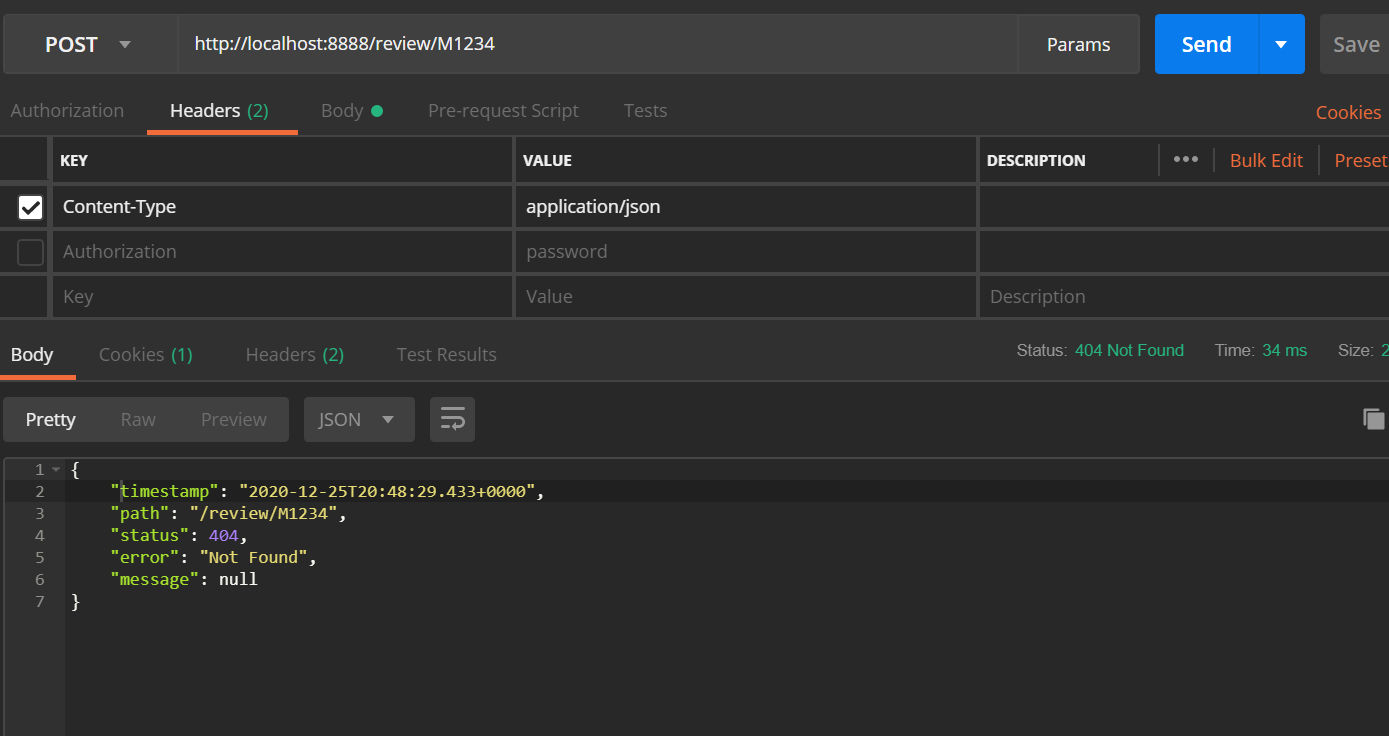 POST http://localhost:8888/review/M1234 Params Send Save
Authorization Headers (2) Body Pre-request Script Tests Cookies
KEY VALUE DESCRIPTION ••• Bulk Edit Preset
Content-Type application/json
Authorization password
Key Value Description
Body Cookies (1) Headers (2) Test Results Status: 404 Not Found Time: 34 ms Size: 2
Pretty Raw Preview JSON
1 {
2 "timestamp": "2020-12-25T20:48:29.433+0000",
3 "path": "/review/M1234",
4 "status": 404,
5 "error": "Not Found",
6 "message": null
7 }